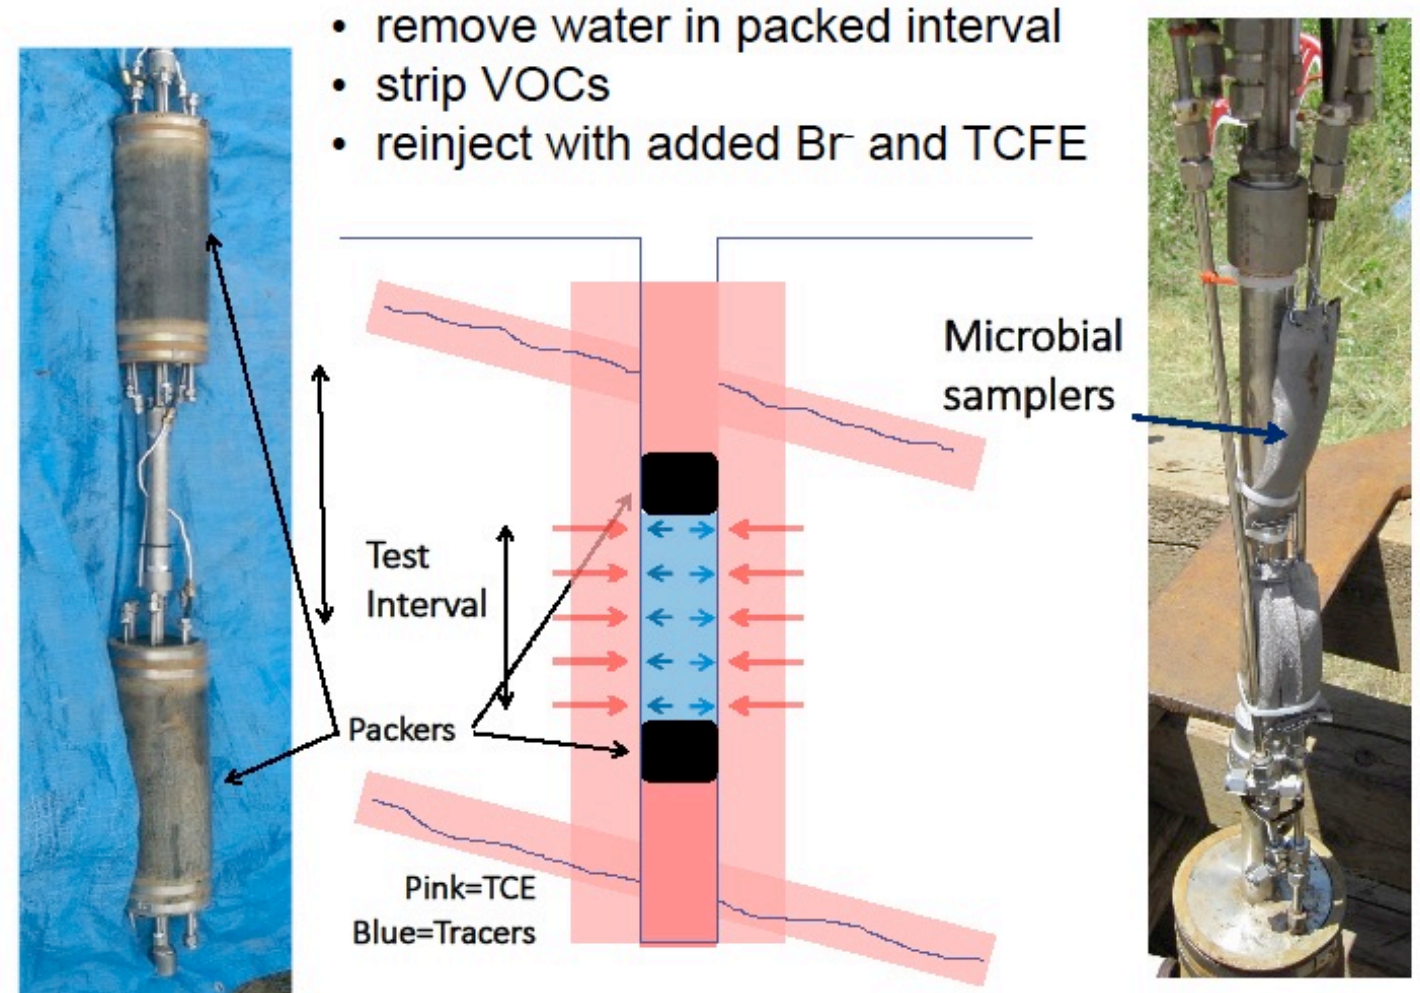 • remove water in packed interval
• strip VOCs
• reinject with added Br⁻ and TCFE
Microbial
samplers
Test
Interval
Packers
Pink=TCE
Blue=Tracers